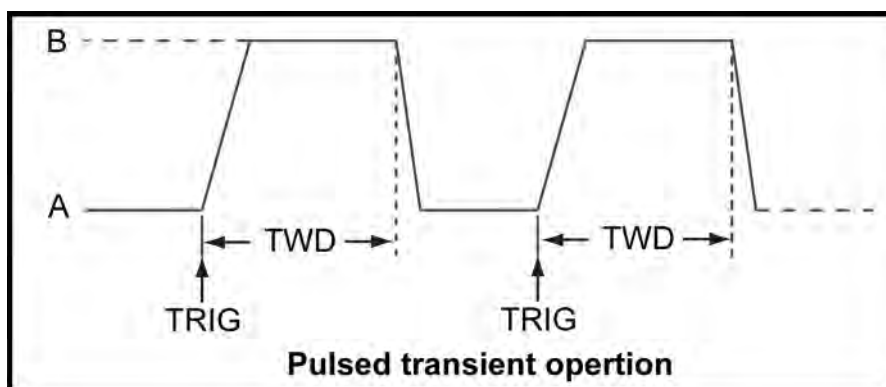 B
A
TWD TWD
TRIG TRIG
Pulsed transient opertion